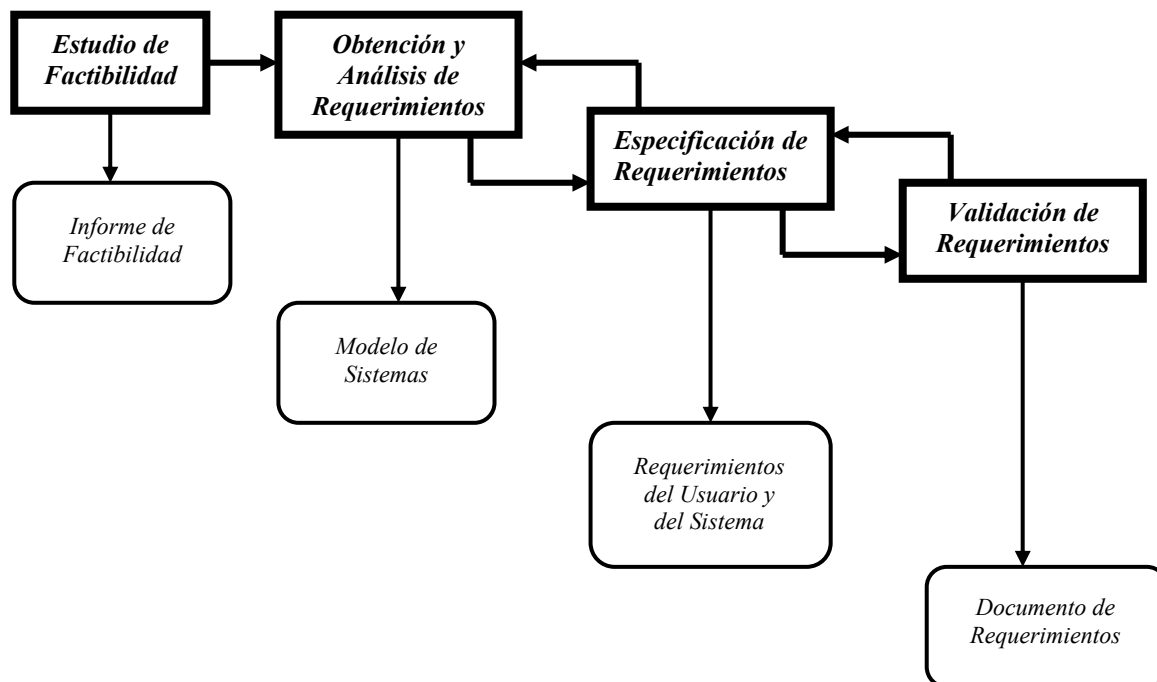 Estudio de
Factibilidad
Obtención y
Análisis de
Requerimientos
Especificación de
Requerimientos
Validación de
Requerimientos
Informe de
Factibilidad
Modelo de
Sistemas
Requerimientos
del Usuario y
del Sistema
Documento de
Requerimientos